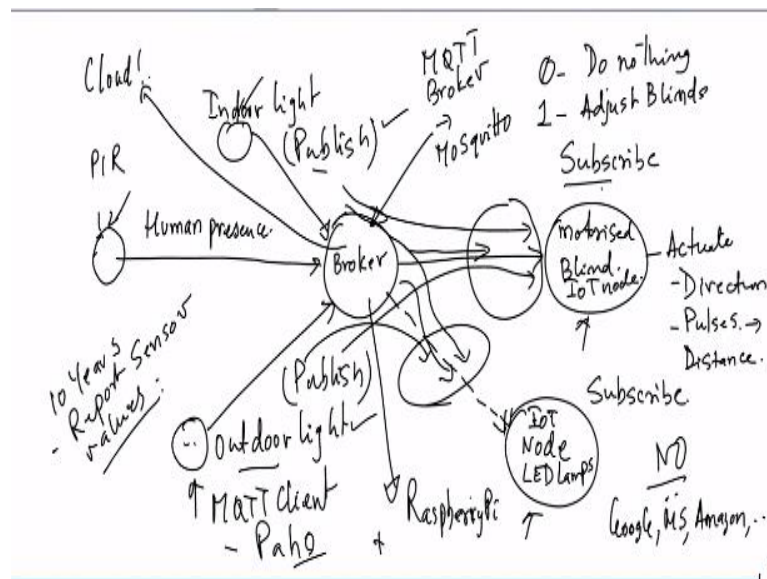 Cloud!
Indoor light
(Publish)
MQTT
Broker
Mosquitto
0- Do nothing
1- Adjust Blinds
Subscribe
PIR
Human presence.
Broker
motorised
Blind.
IoT node.
Actuate
-Direction
-Pulses.→
Distance.
10 Years
- Report Sensor
values:
(Publish)
Outdoor light
↑ MQTT Client
- Paho
RaspberryPi
Subscribe
IoT
Node
LED lamps
NO
Google, MS, Amazon,..